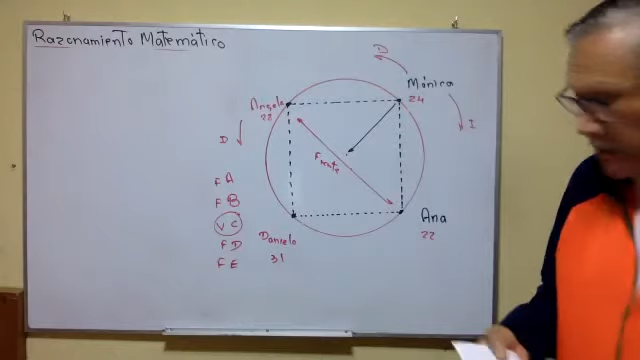 Razonamiento Matemático
D
Mónica
24
I
Angela
28
D
Frente
F A
F B
V C
F D
F E
Daniela
31
Ana
22